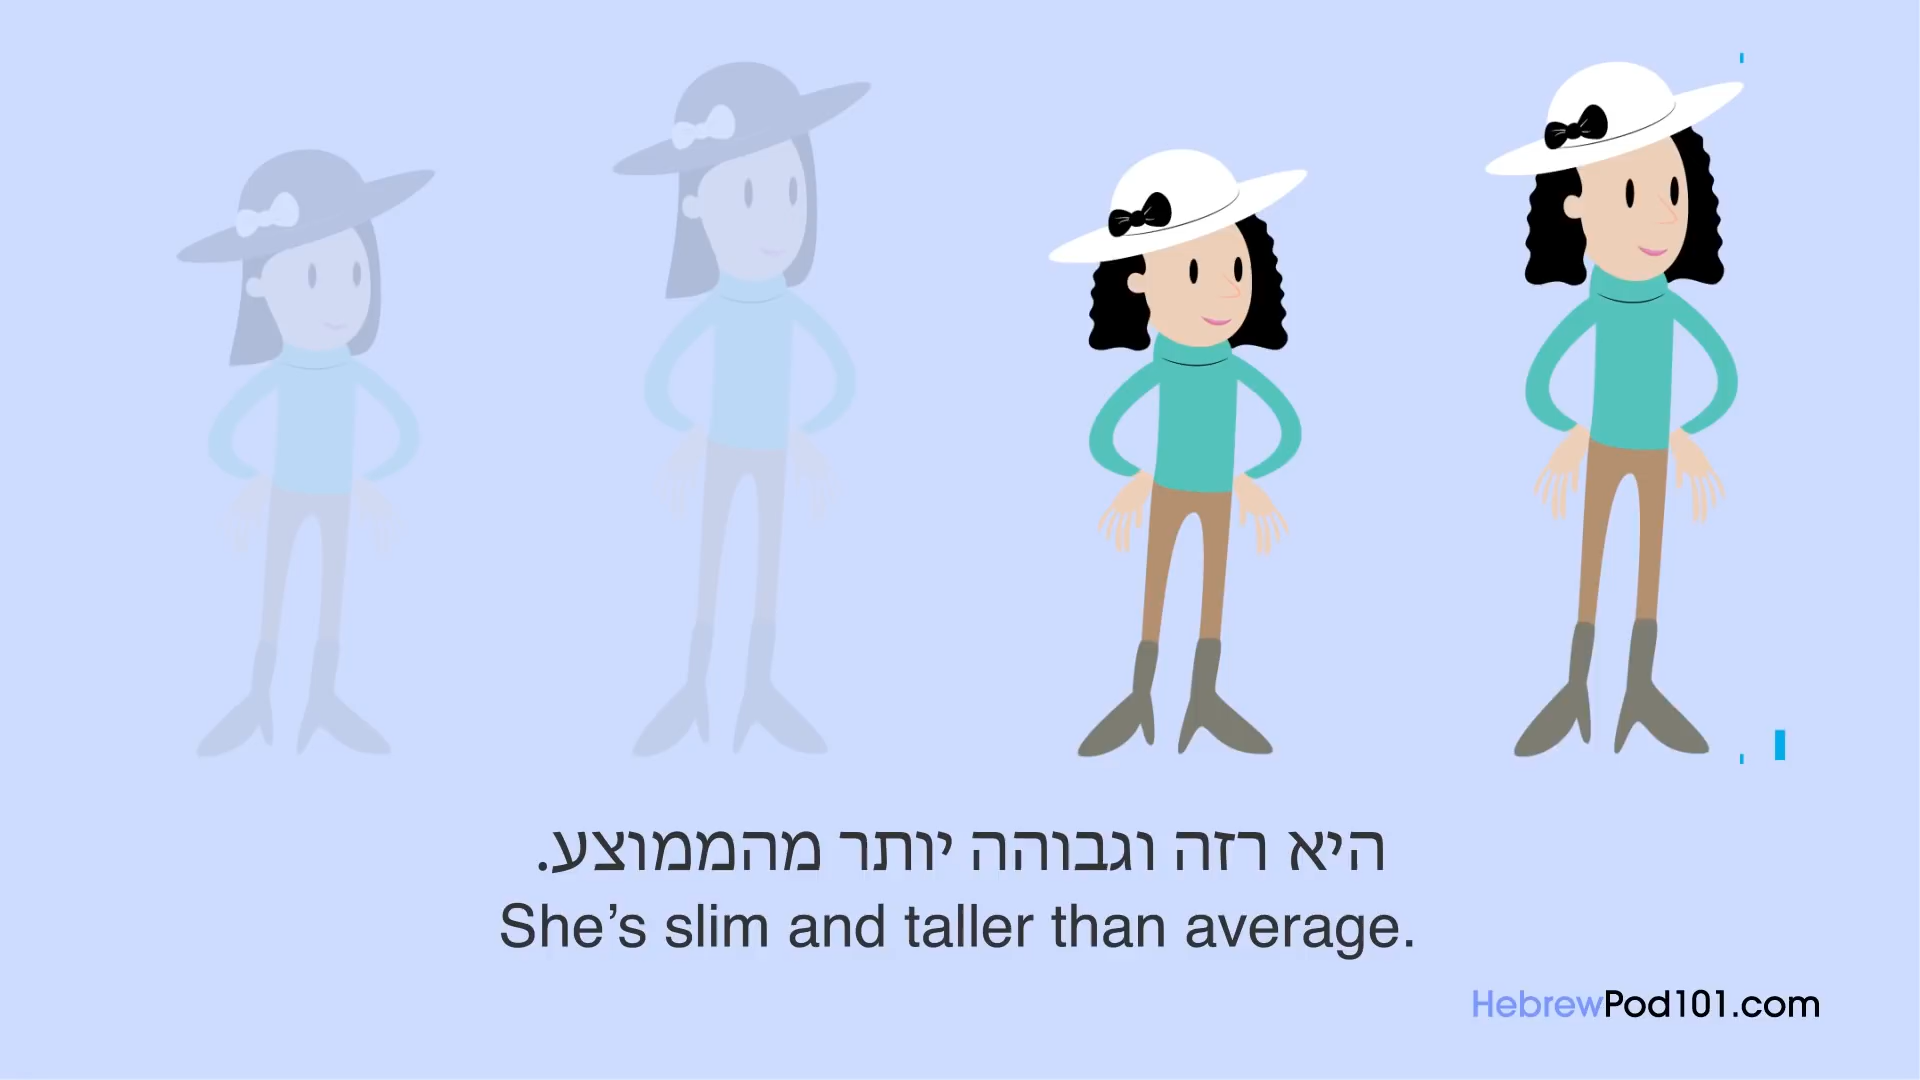 היא רזה וגבוהה יותר מהממוצע.
She’s slim and taller than average.
HebrewPod101.com